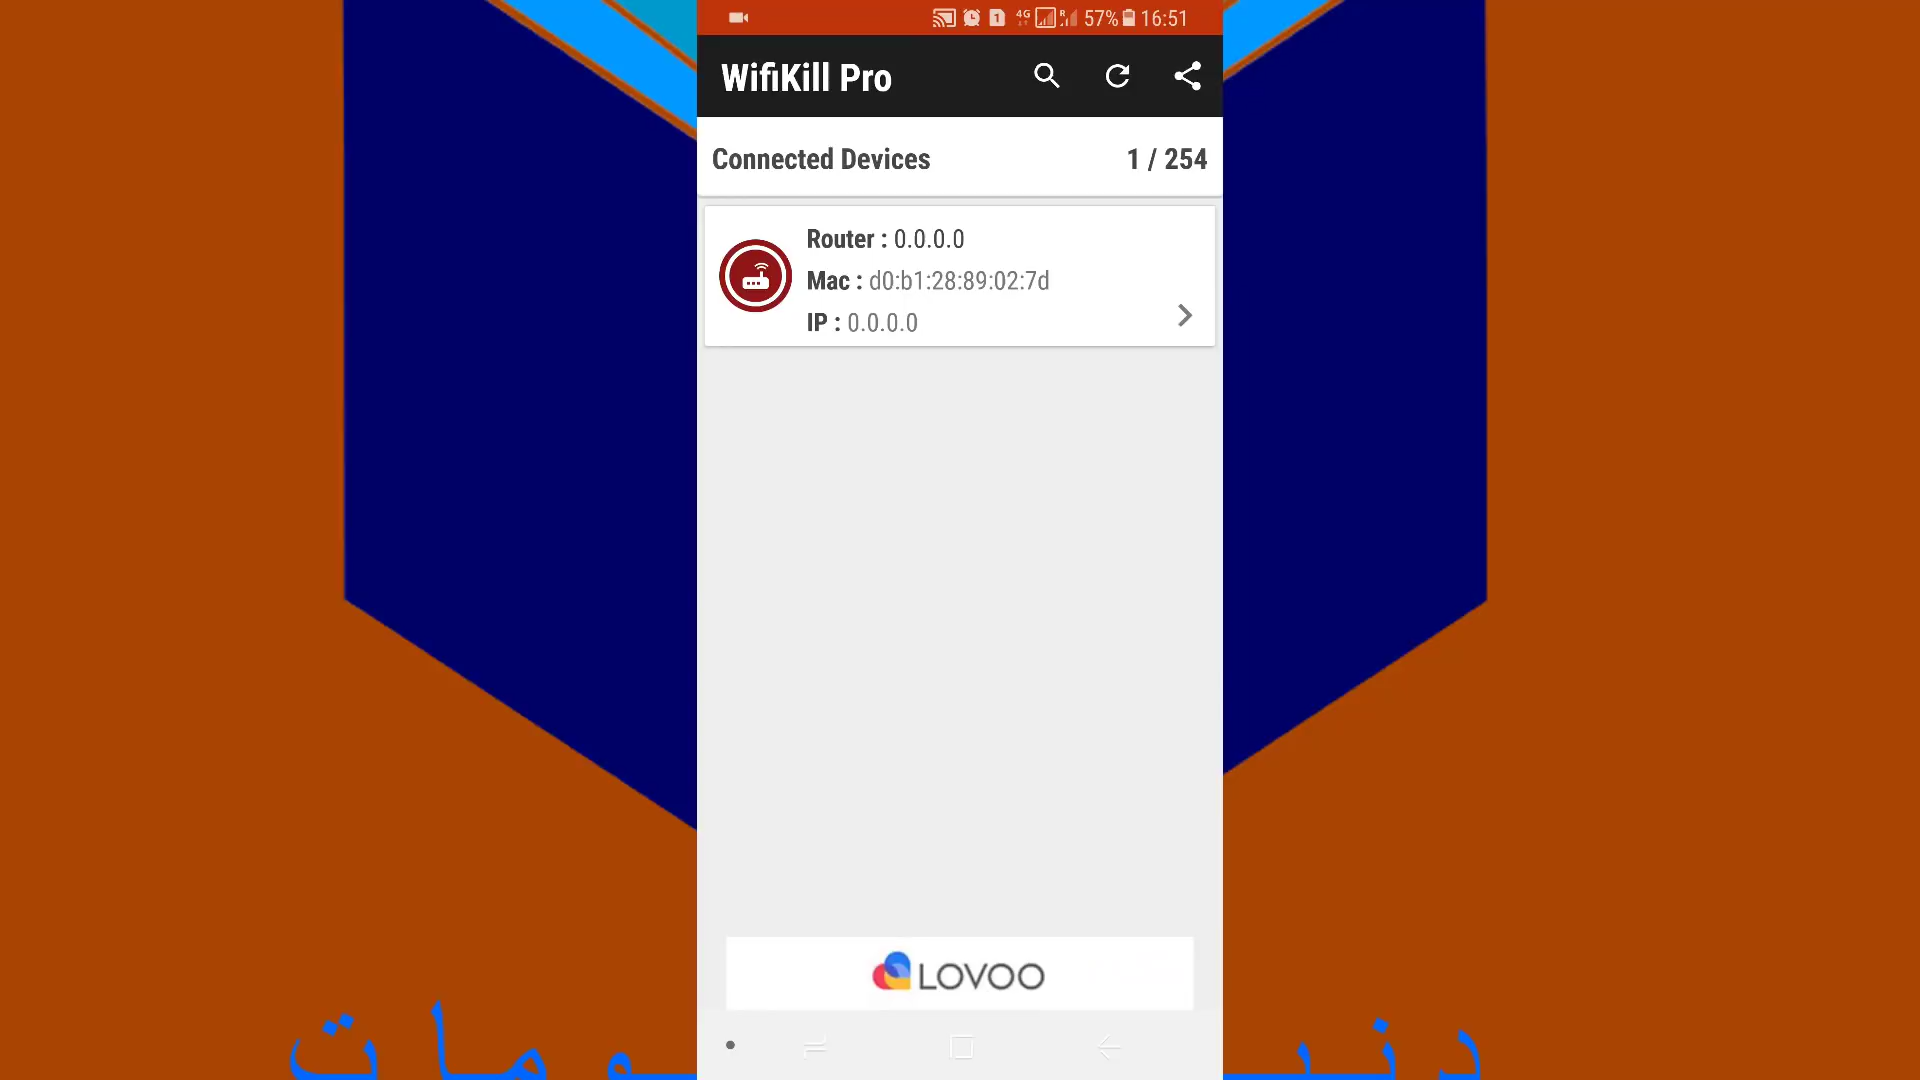 4G R 57% 16:51
WifiKill Pro
Connected Devices 1 / 254
Router : 0.0.0.0
Mac : d0:b1:28:89:02:7d
IP : 0.0.0.0
LOVOO